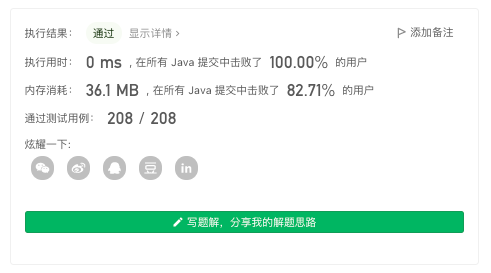 执行结果： 通过 显示详情 > 添加备注
执行用时： 0 ms , 在所有 Java 提交中击败了 100.00% 的用户
内存消耗： 36.1 MB , 在所有 Java 提交中击败了 82.71% 的用户
通过测试用例： 208 / 208
炫耀一下:
豆 in
写题解，分享我的解题思路